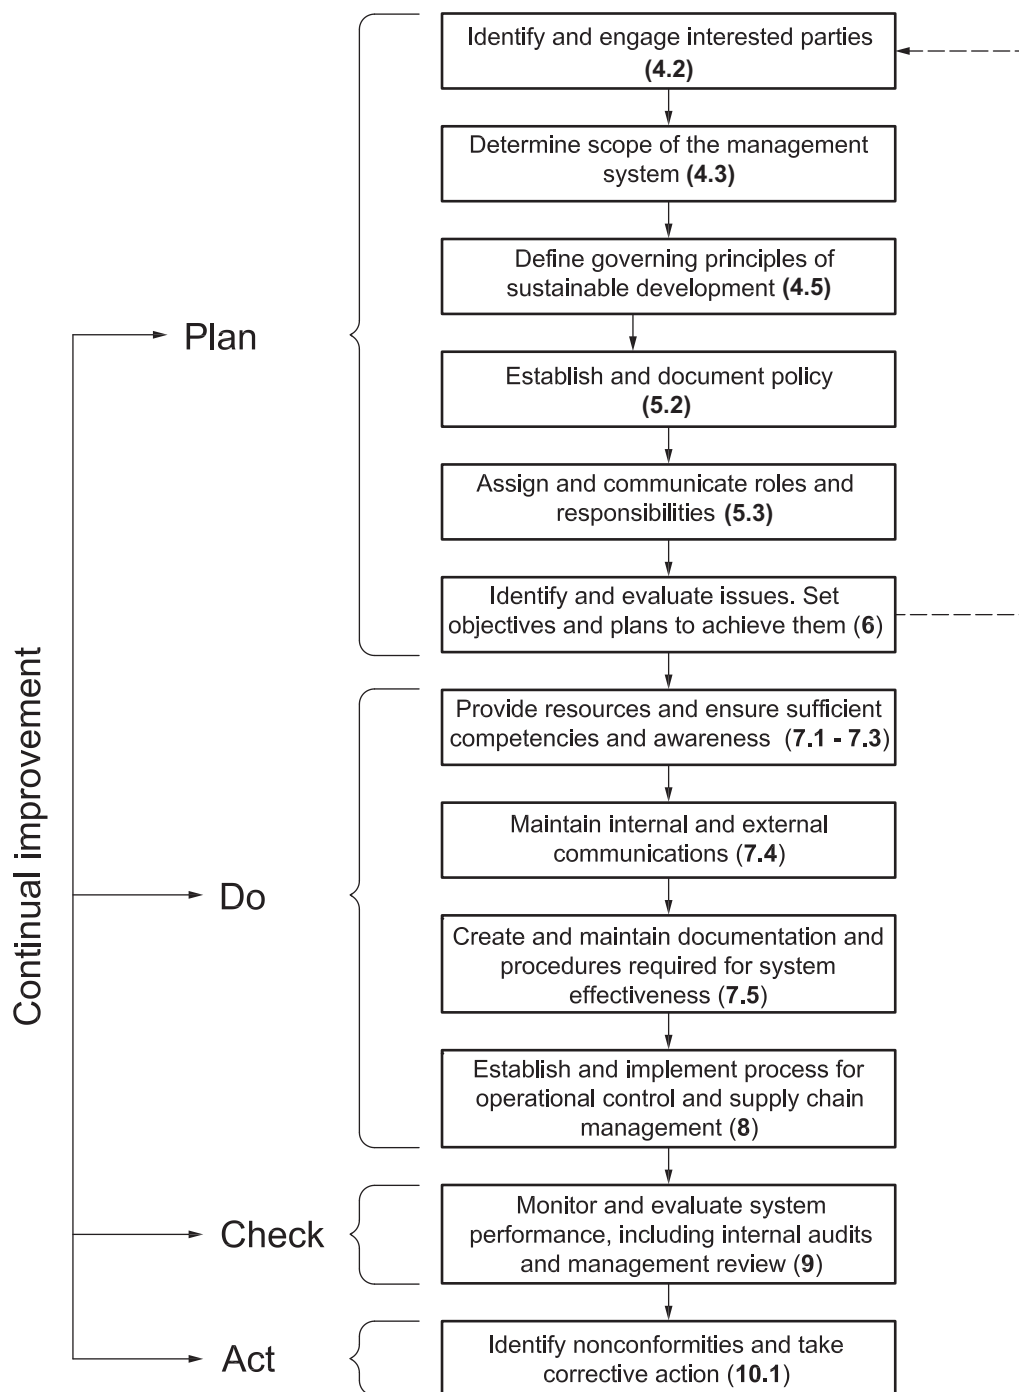 Identify and engage interested parties
(4.2)
Determine scope of the management
system (4.3)
Define governing principles of
sustainable development (4.5)
Plan
Establish and document policy
(5.2)
Assign and communicate roles and
responsibilities (5.3)
Identify and evaluate issues. Set
objectives and plans to achieve them (6)
Continual improvement
Provide resources and ensure sufficient
competencies and awareness (7.1 - 7.3)
Maintain internal and external
communications (7.4)
Do
Create and maintain documentation and
procedures required for system
effectiveness (7.5)
Establish and implement process for
operational control and supply chain
management (8)
Check
Monitor and evaluate system
performance, including internal audits
and management review (9)
Act
Identify nonconformities and take
corrective action (10.1)